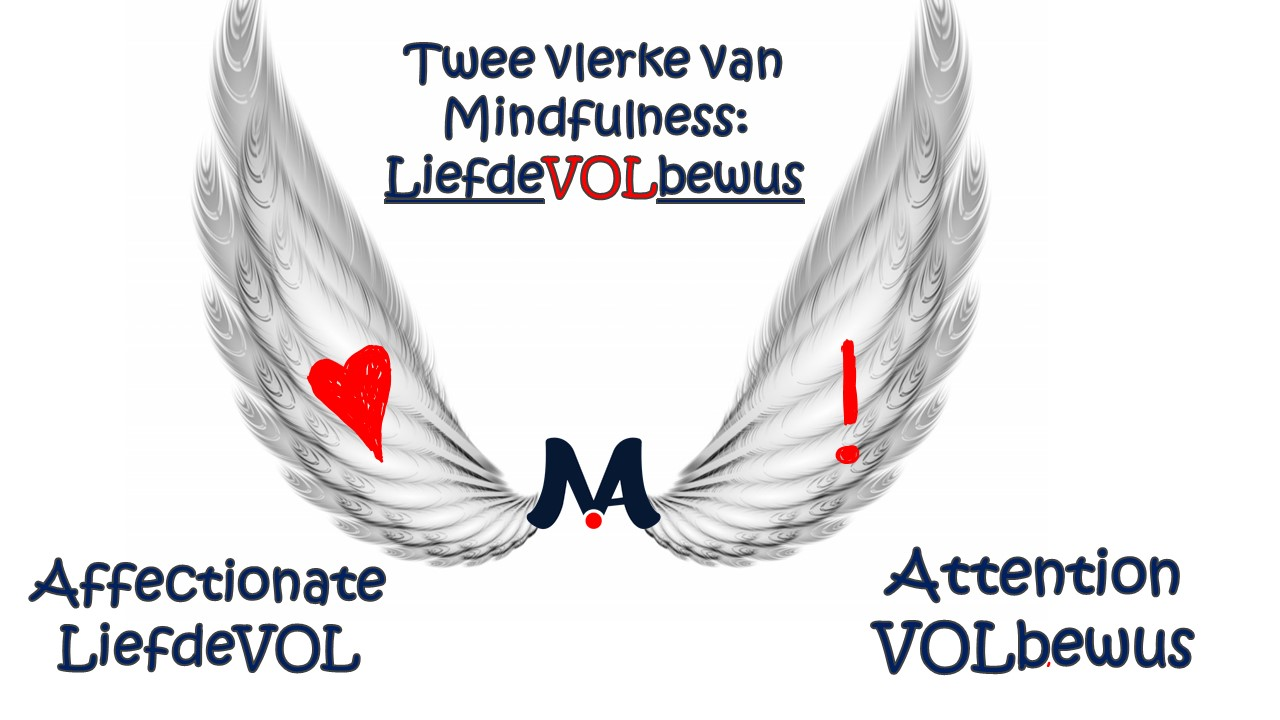 Twee vlerke van
Mindfulness:
LiefdeVOLbewus
!
MA
Affectionate
LiefdeVOL
Attention
VOLbewus